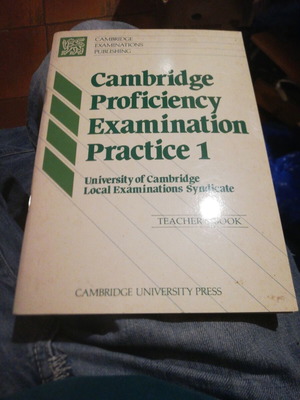 CAMBRIDGE
EXAMINATIONS
PUBLISHING
Cambridge
Proficiency
Examination
Practice 1
University of Cambridge
Local Examinations Syndicate
TEACHER'S BOOK
CAMBRIDGE UNIVERSITY PRESS